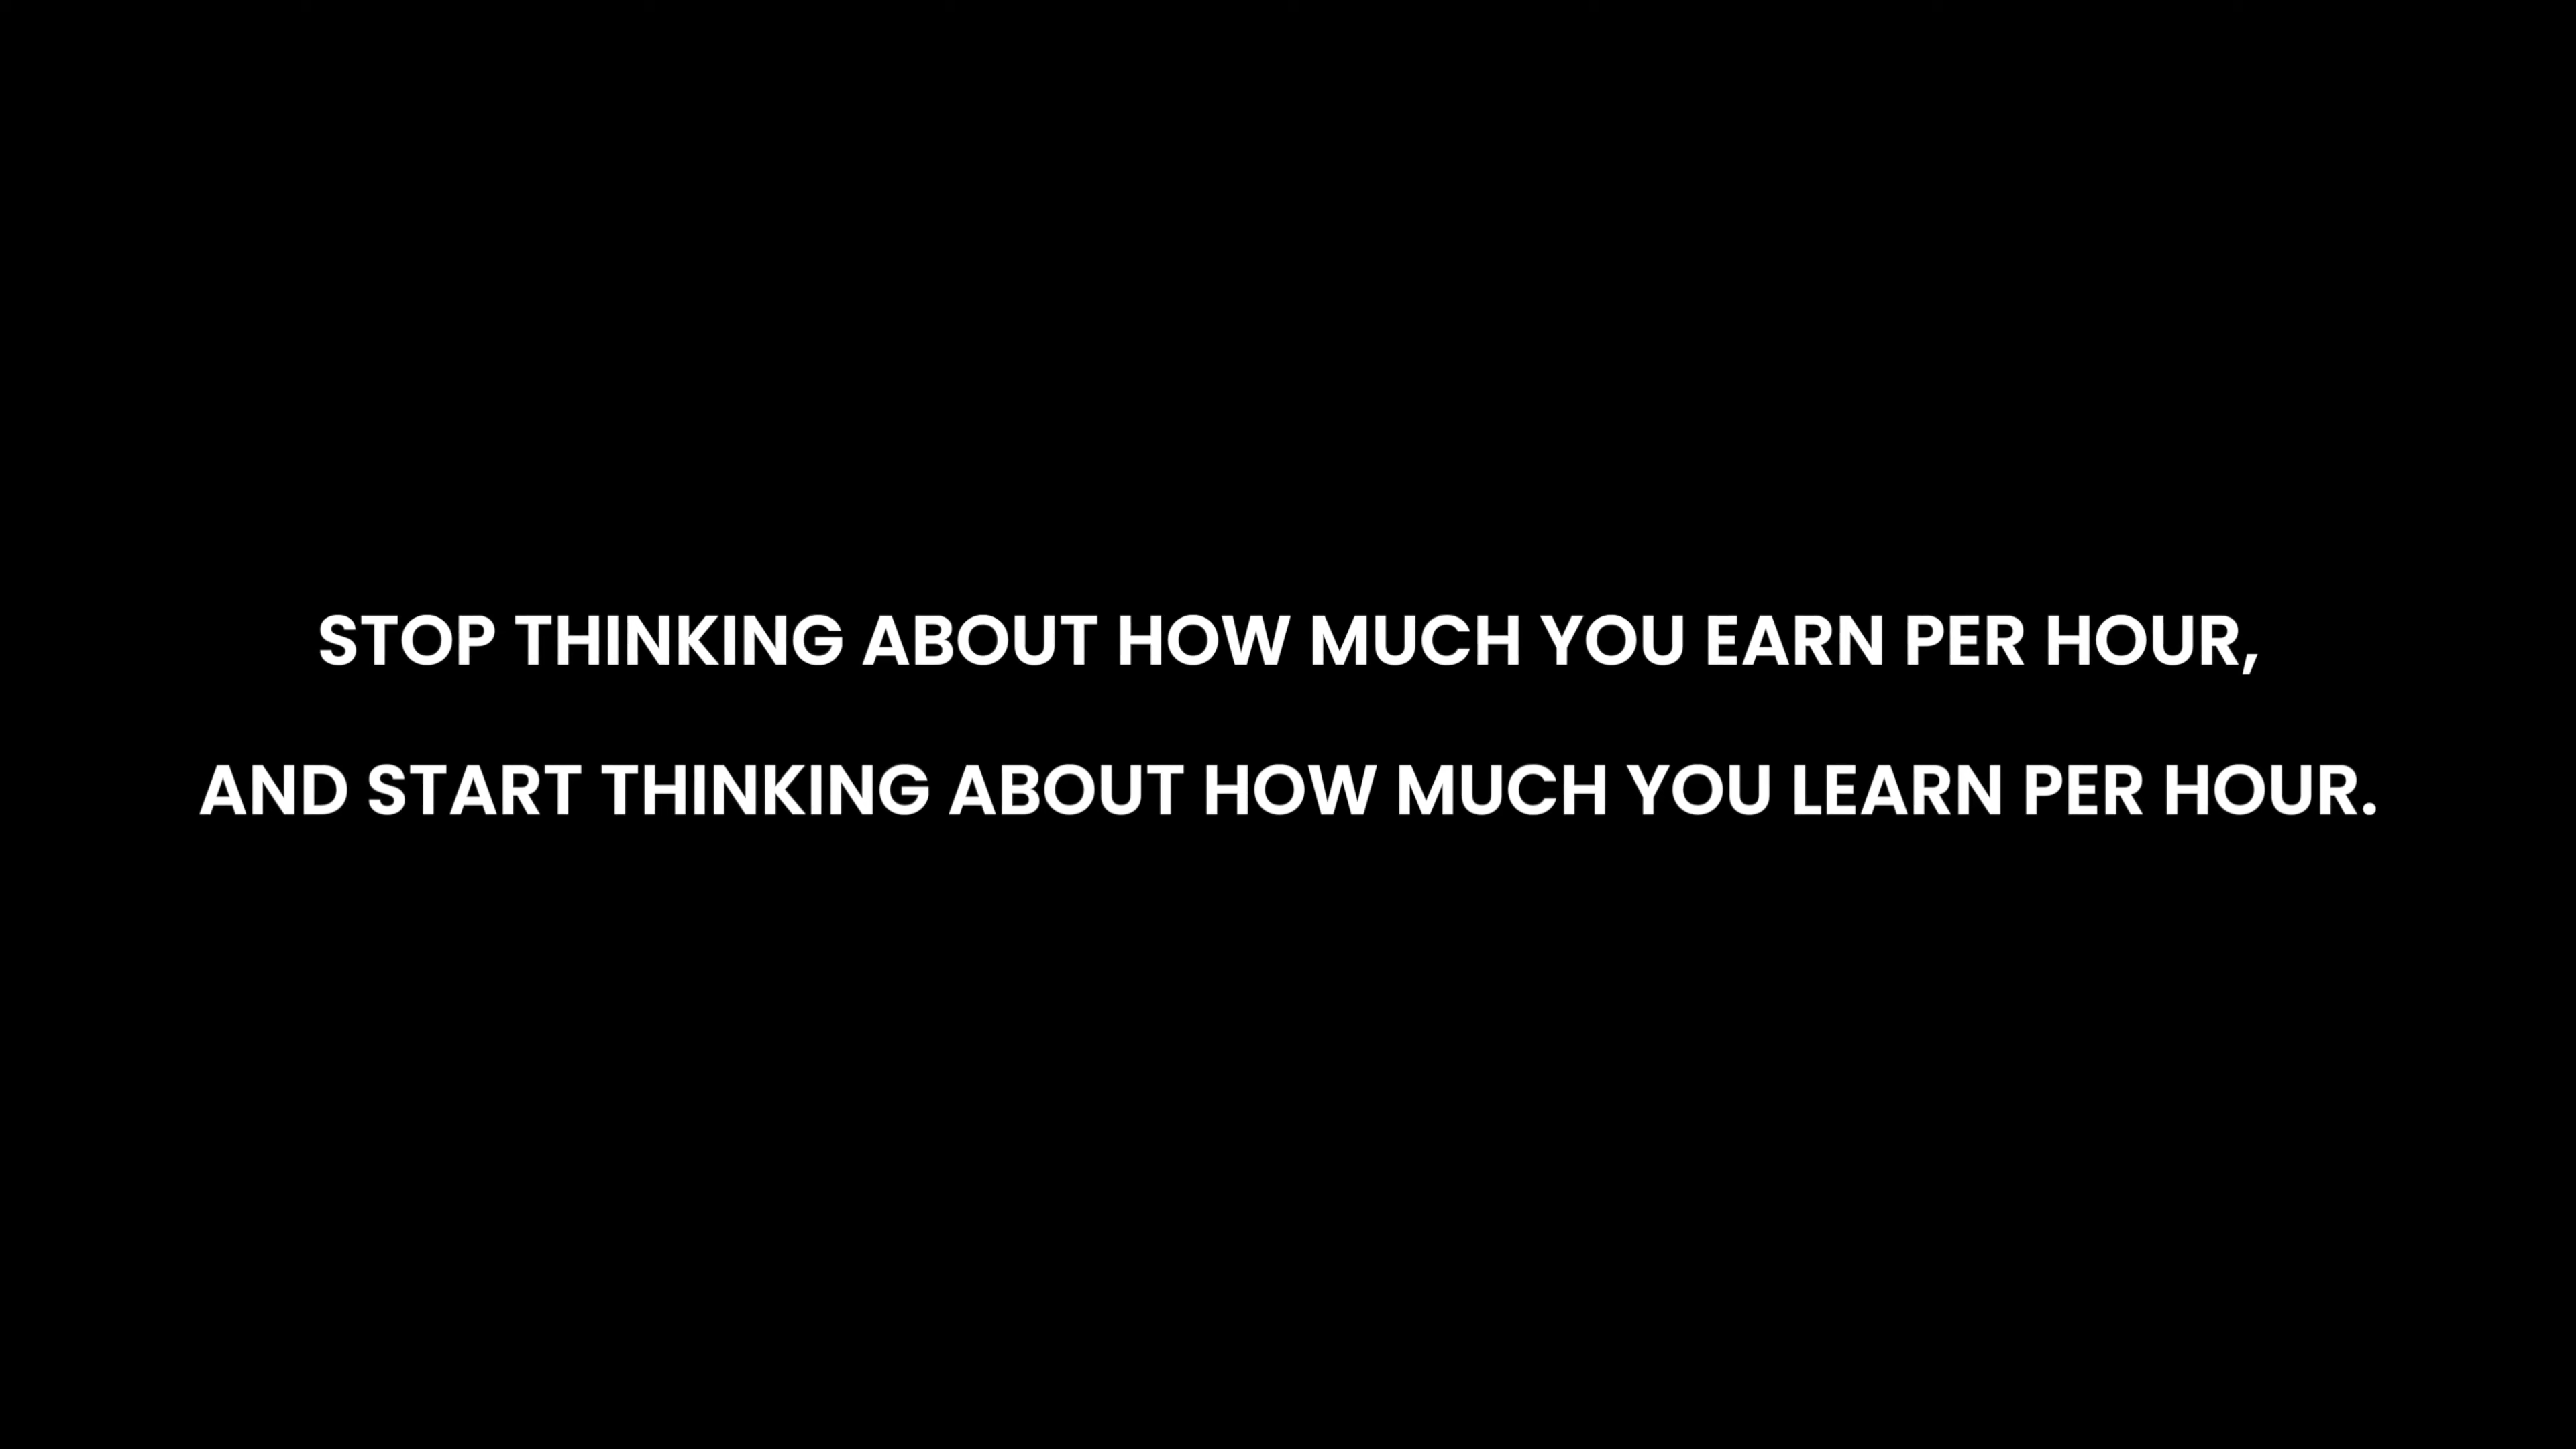 STOP THINKING ABOUT HOW MUCH YOU EARN PER HOUR,
AND START THINKING ABOUT HOW MUCH YOU LEARN PER HOUR.